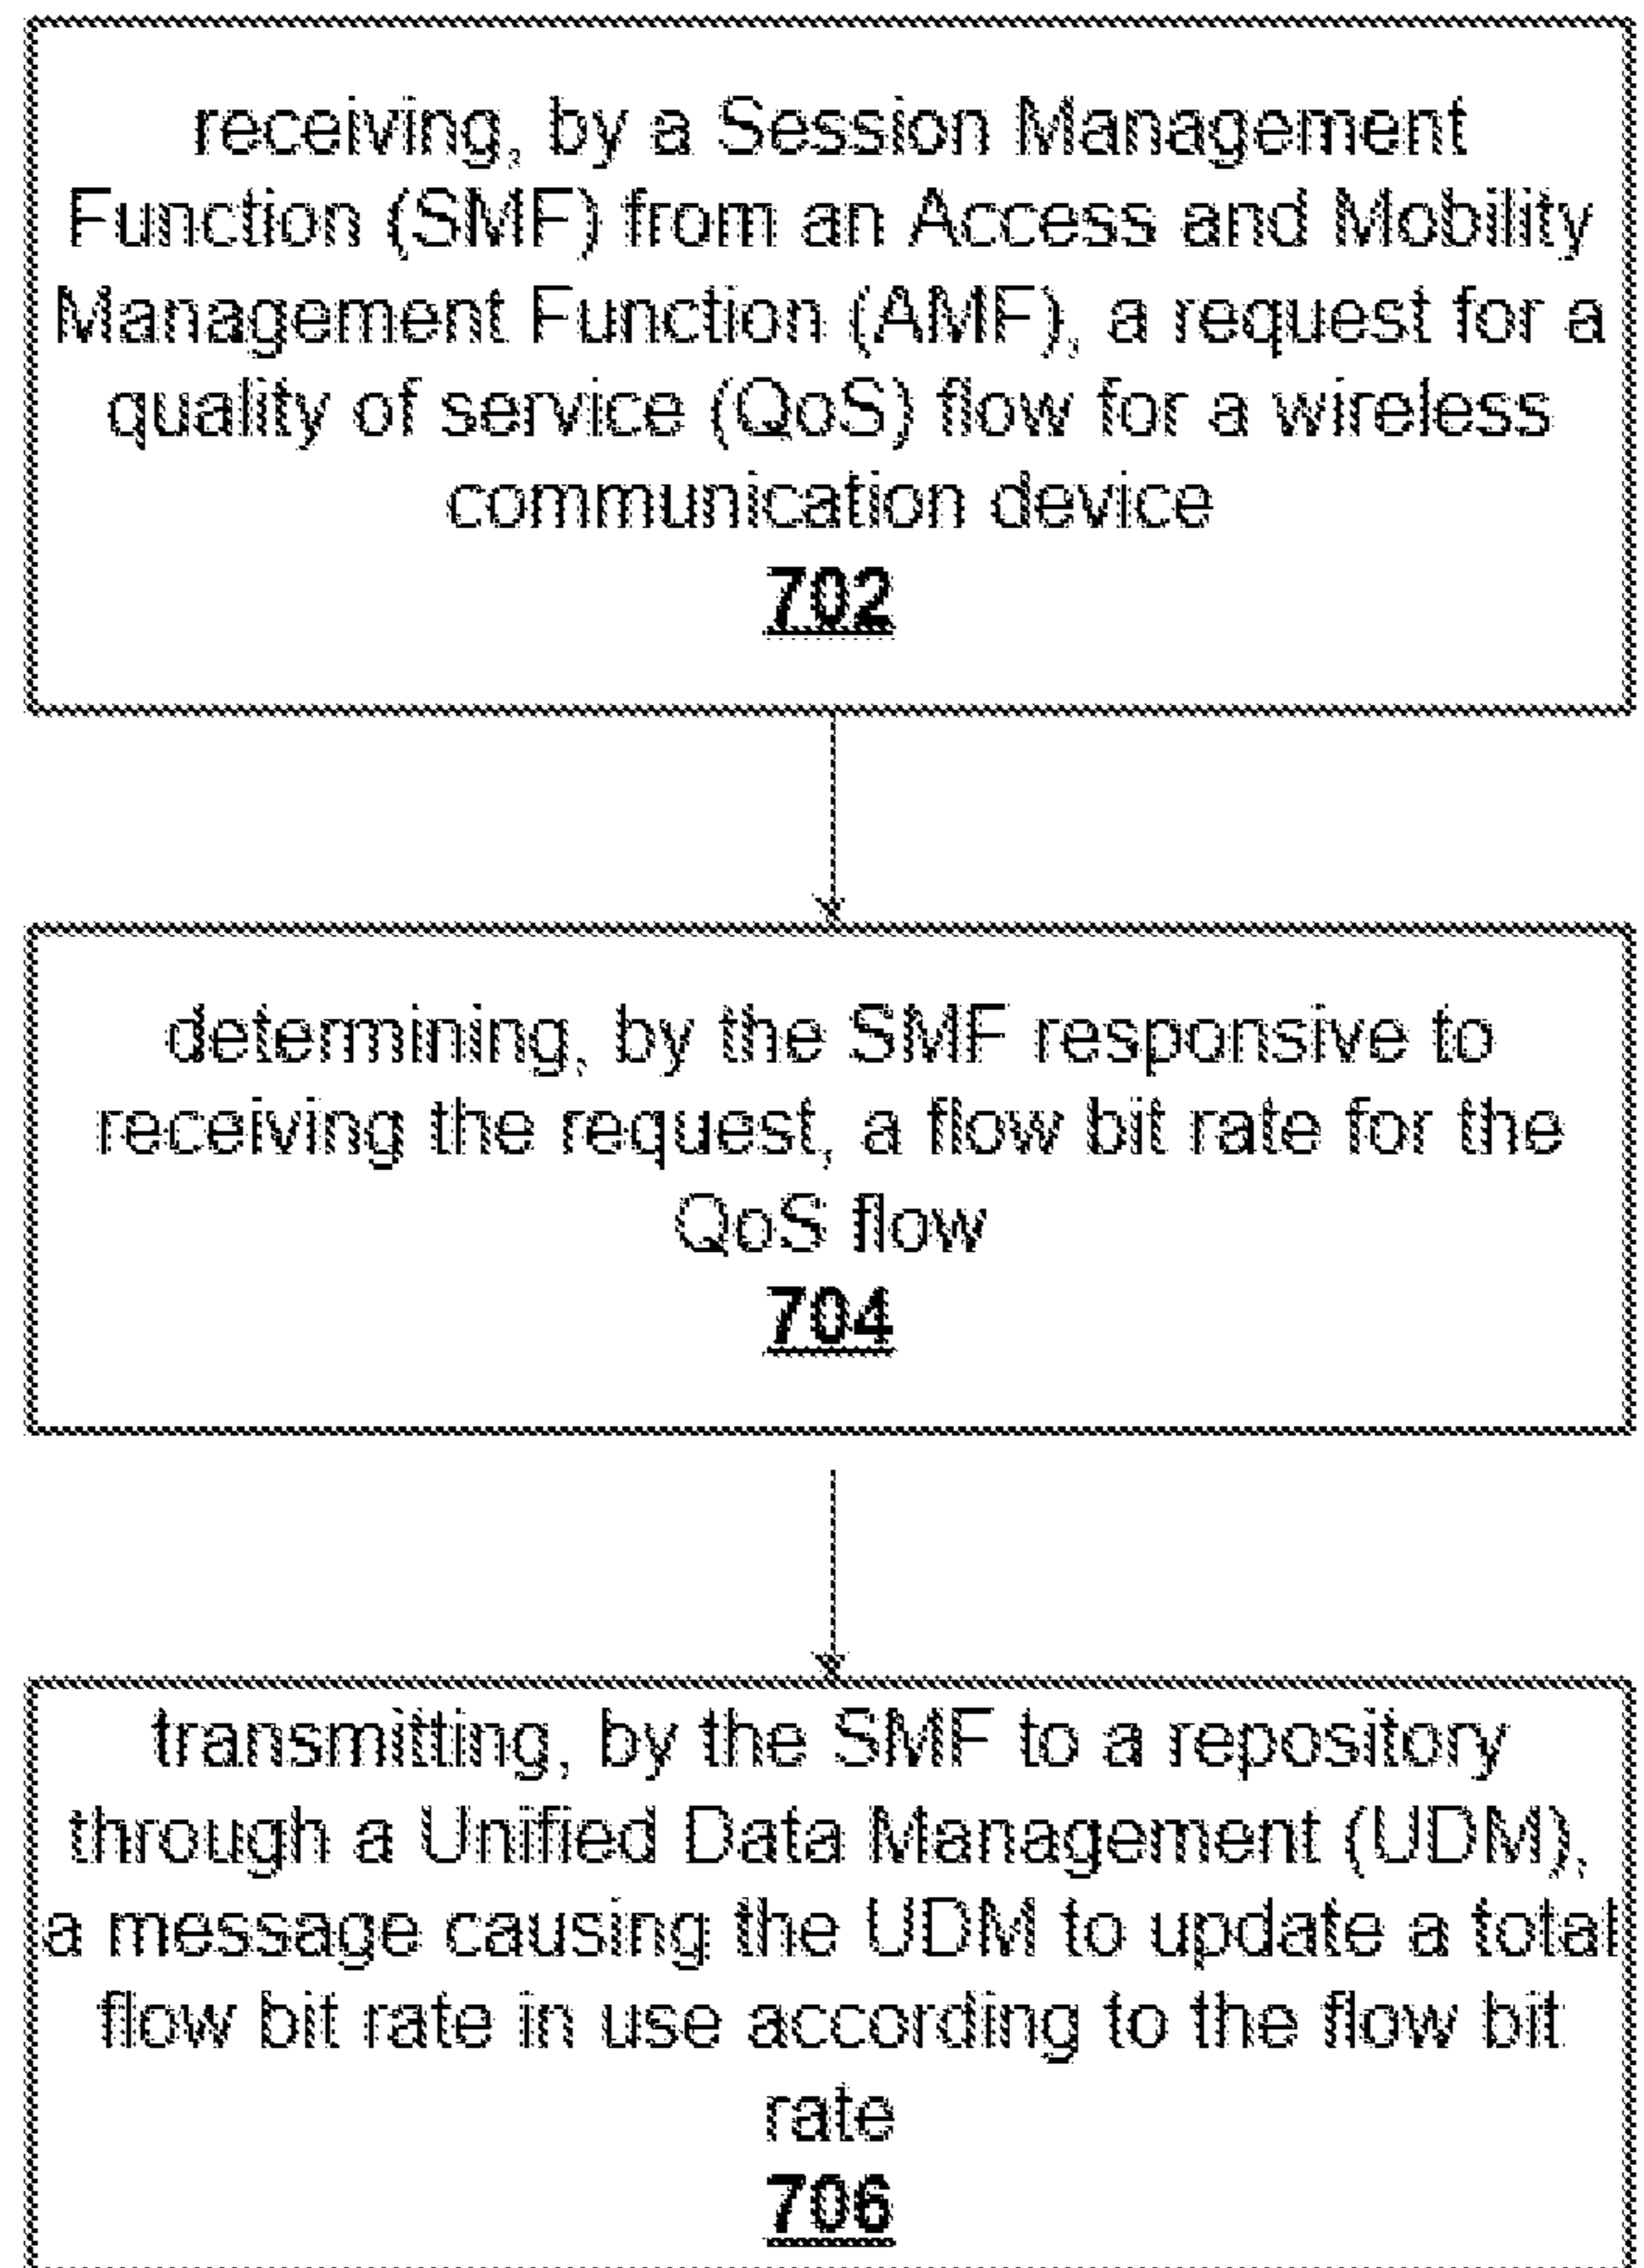 receiving, by a Session Management
Function (SMF) from an Access and Mobility
Management Function (AMF), a request for a
quality of service (QoS) flow for a wireless
communication device
702
determining, by the SMF responsive to
receiving the request, a flow bit rate for the
QoS flow
704
transmitting, by the SMF to a repository
through a Unified Data Management (UDM),
a message causing the UDM to update a total
flow bit rate in use according to the flow bit
rate
706